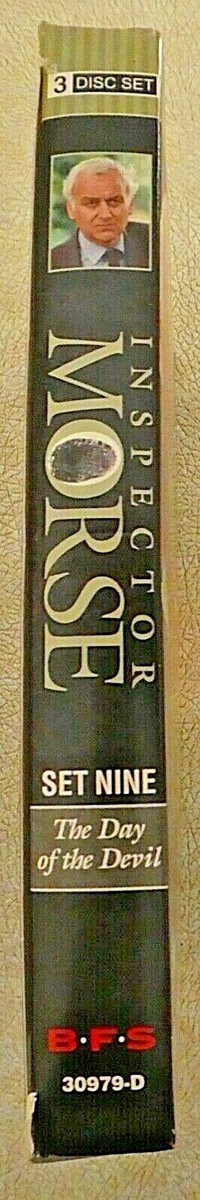 3 DISC SET
INSPECTOR
MORSE
SET NINE
The Day
of the Devil
B·F·S
30979-D